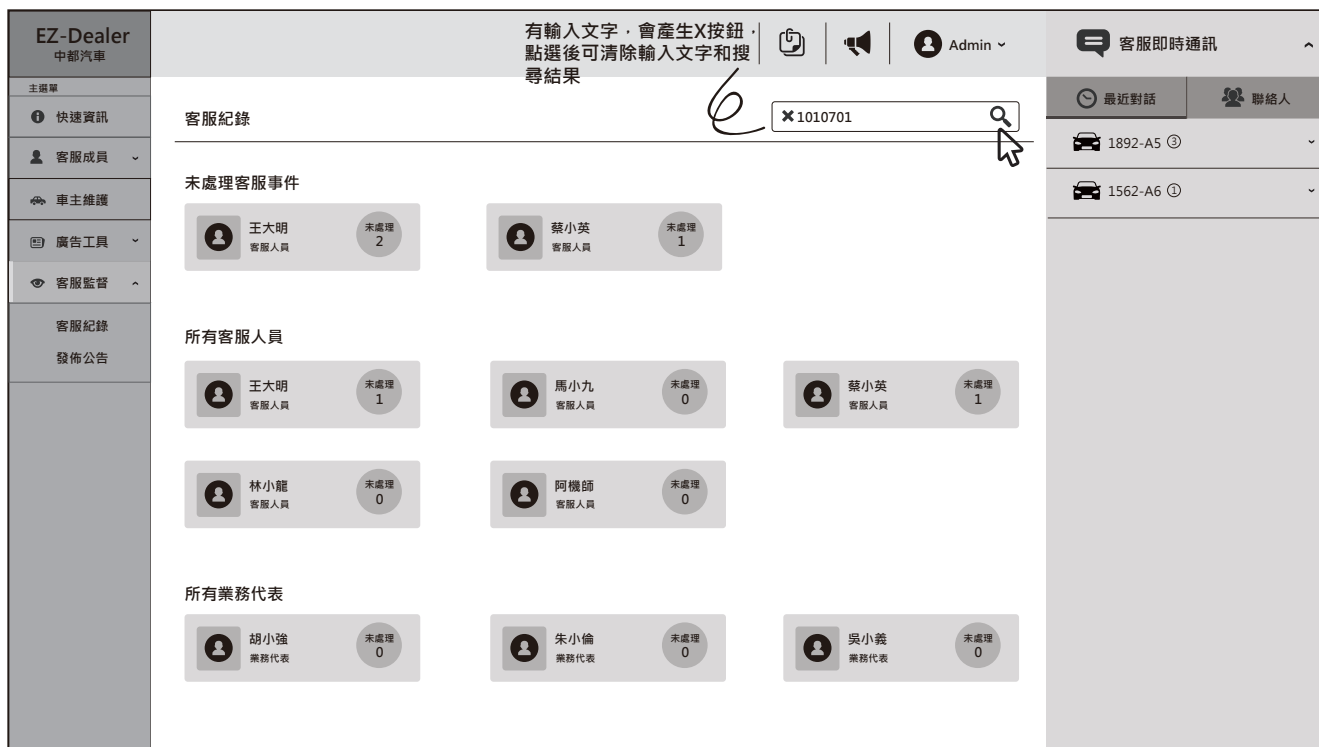 EZ-Dealer
中都汽車
主選單
快速資訊
客服成員
車主維護
廣告工具
客服監督
客服紀錄
發佈公告
有輸入文字，會產生X按鈕，
點選後可清除輸入文字和搜
尋結果
Admin
客服紀錄
1010701
未處理客服事件
王大明
客服人員
未處理
2
蔡小英
客服人員
未處理
1
所有客服人員
王大明
客服人員
未處理
1
馬小九
客服人員
未處理
0
蔡小英
客服人員
未處理
1
林小龍
客服人員
未處理
0
阿機師
客服人員
未處理
0
所有業務代表
胡小強
業務代表
未處理
0
朱小倫
業務代表
未處理
0
吳小義
業務代表
未處理
0
客服即時通訊
最近對話
聯絡人
1892-A5 ③
1562-A6 ①